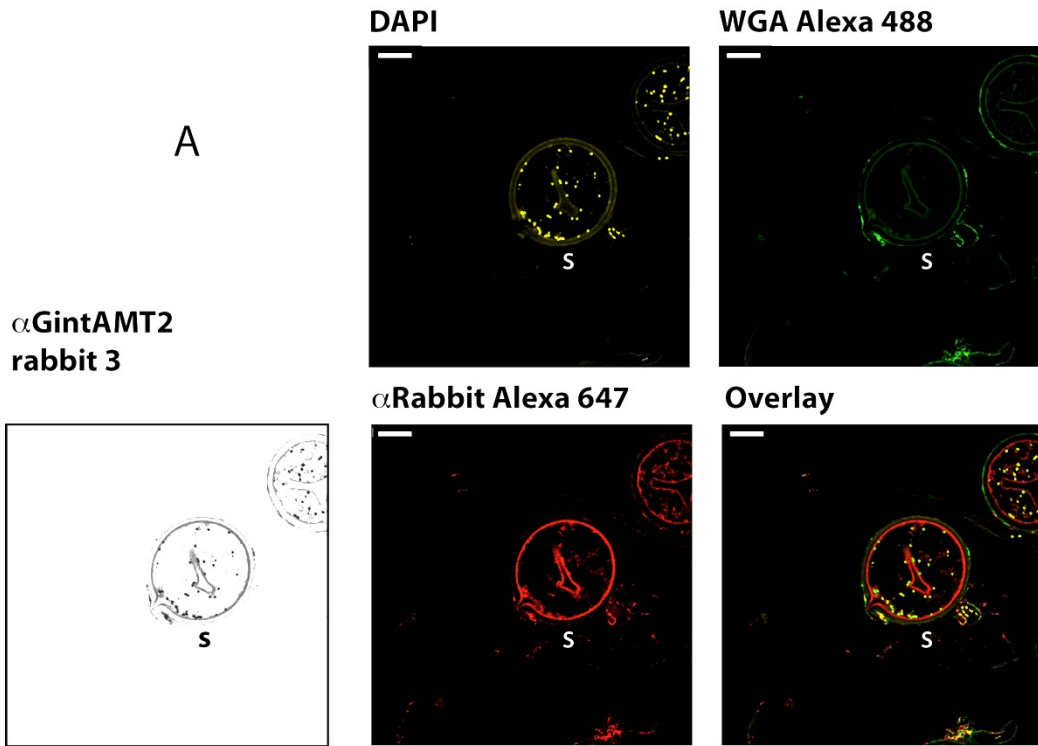 DAPI
WGA Alexa 488
A
S
S
αGintAMT2
rabbit 3
αRabbit Alexa 647
Overlay
s
S
S